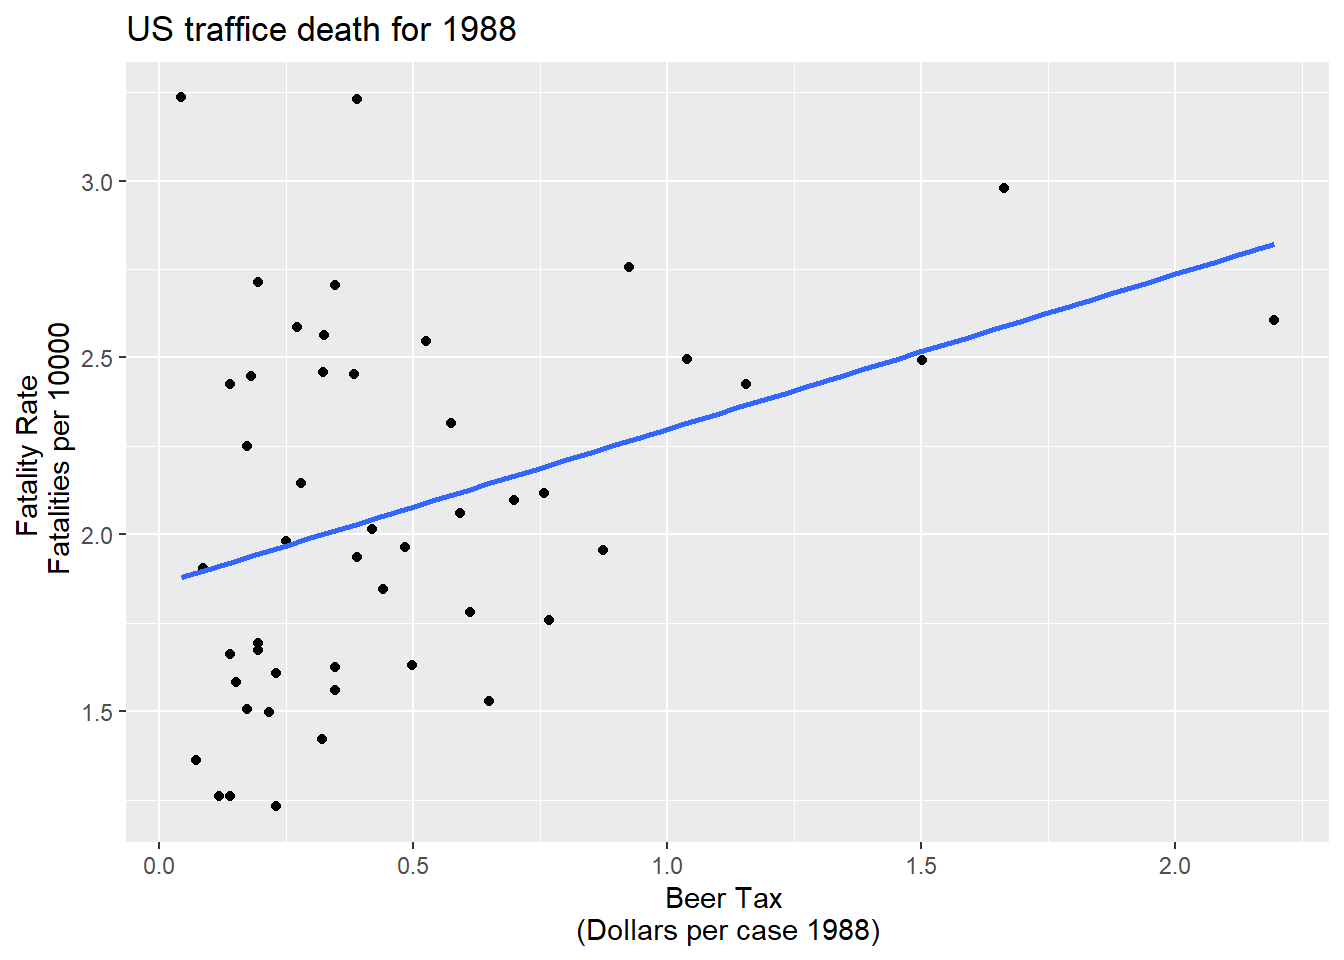 US traffice death for 1988
Fatality Rate
Fatalities per 10000
3.0
2.5
2.0
1.5
0.0
0.5
1.0
1.5
2.0
Beer Tax
(Dollars per case 1988)